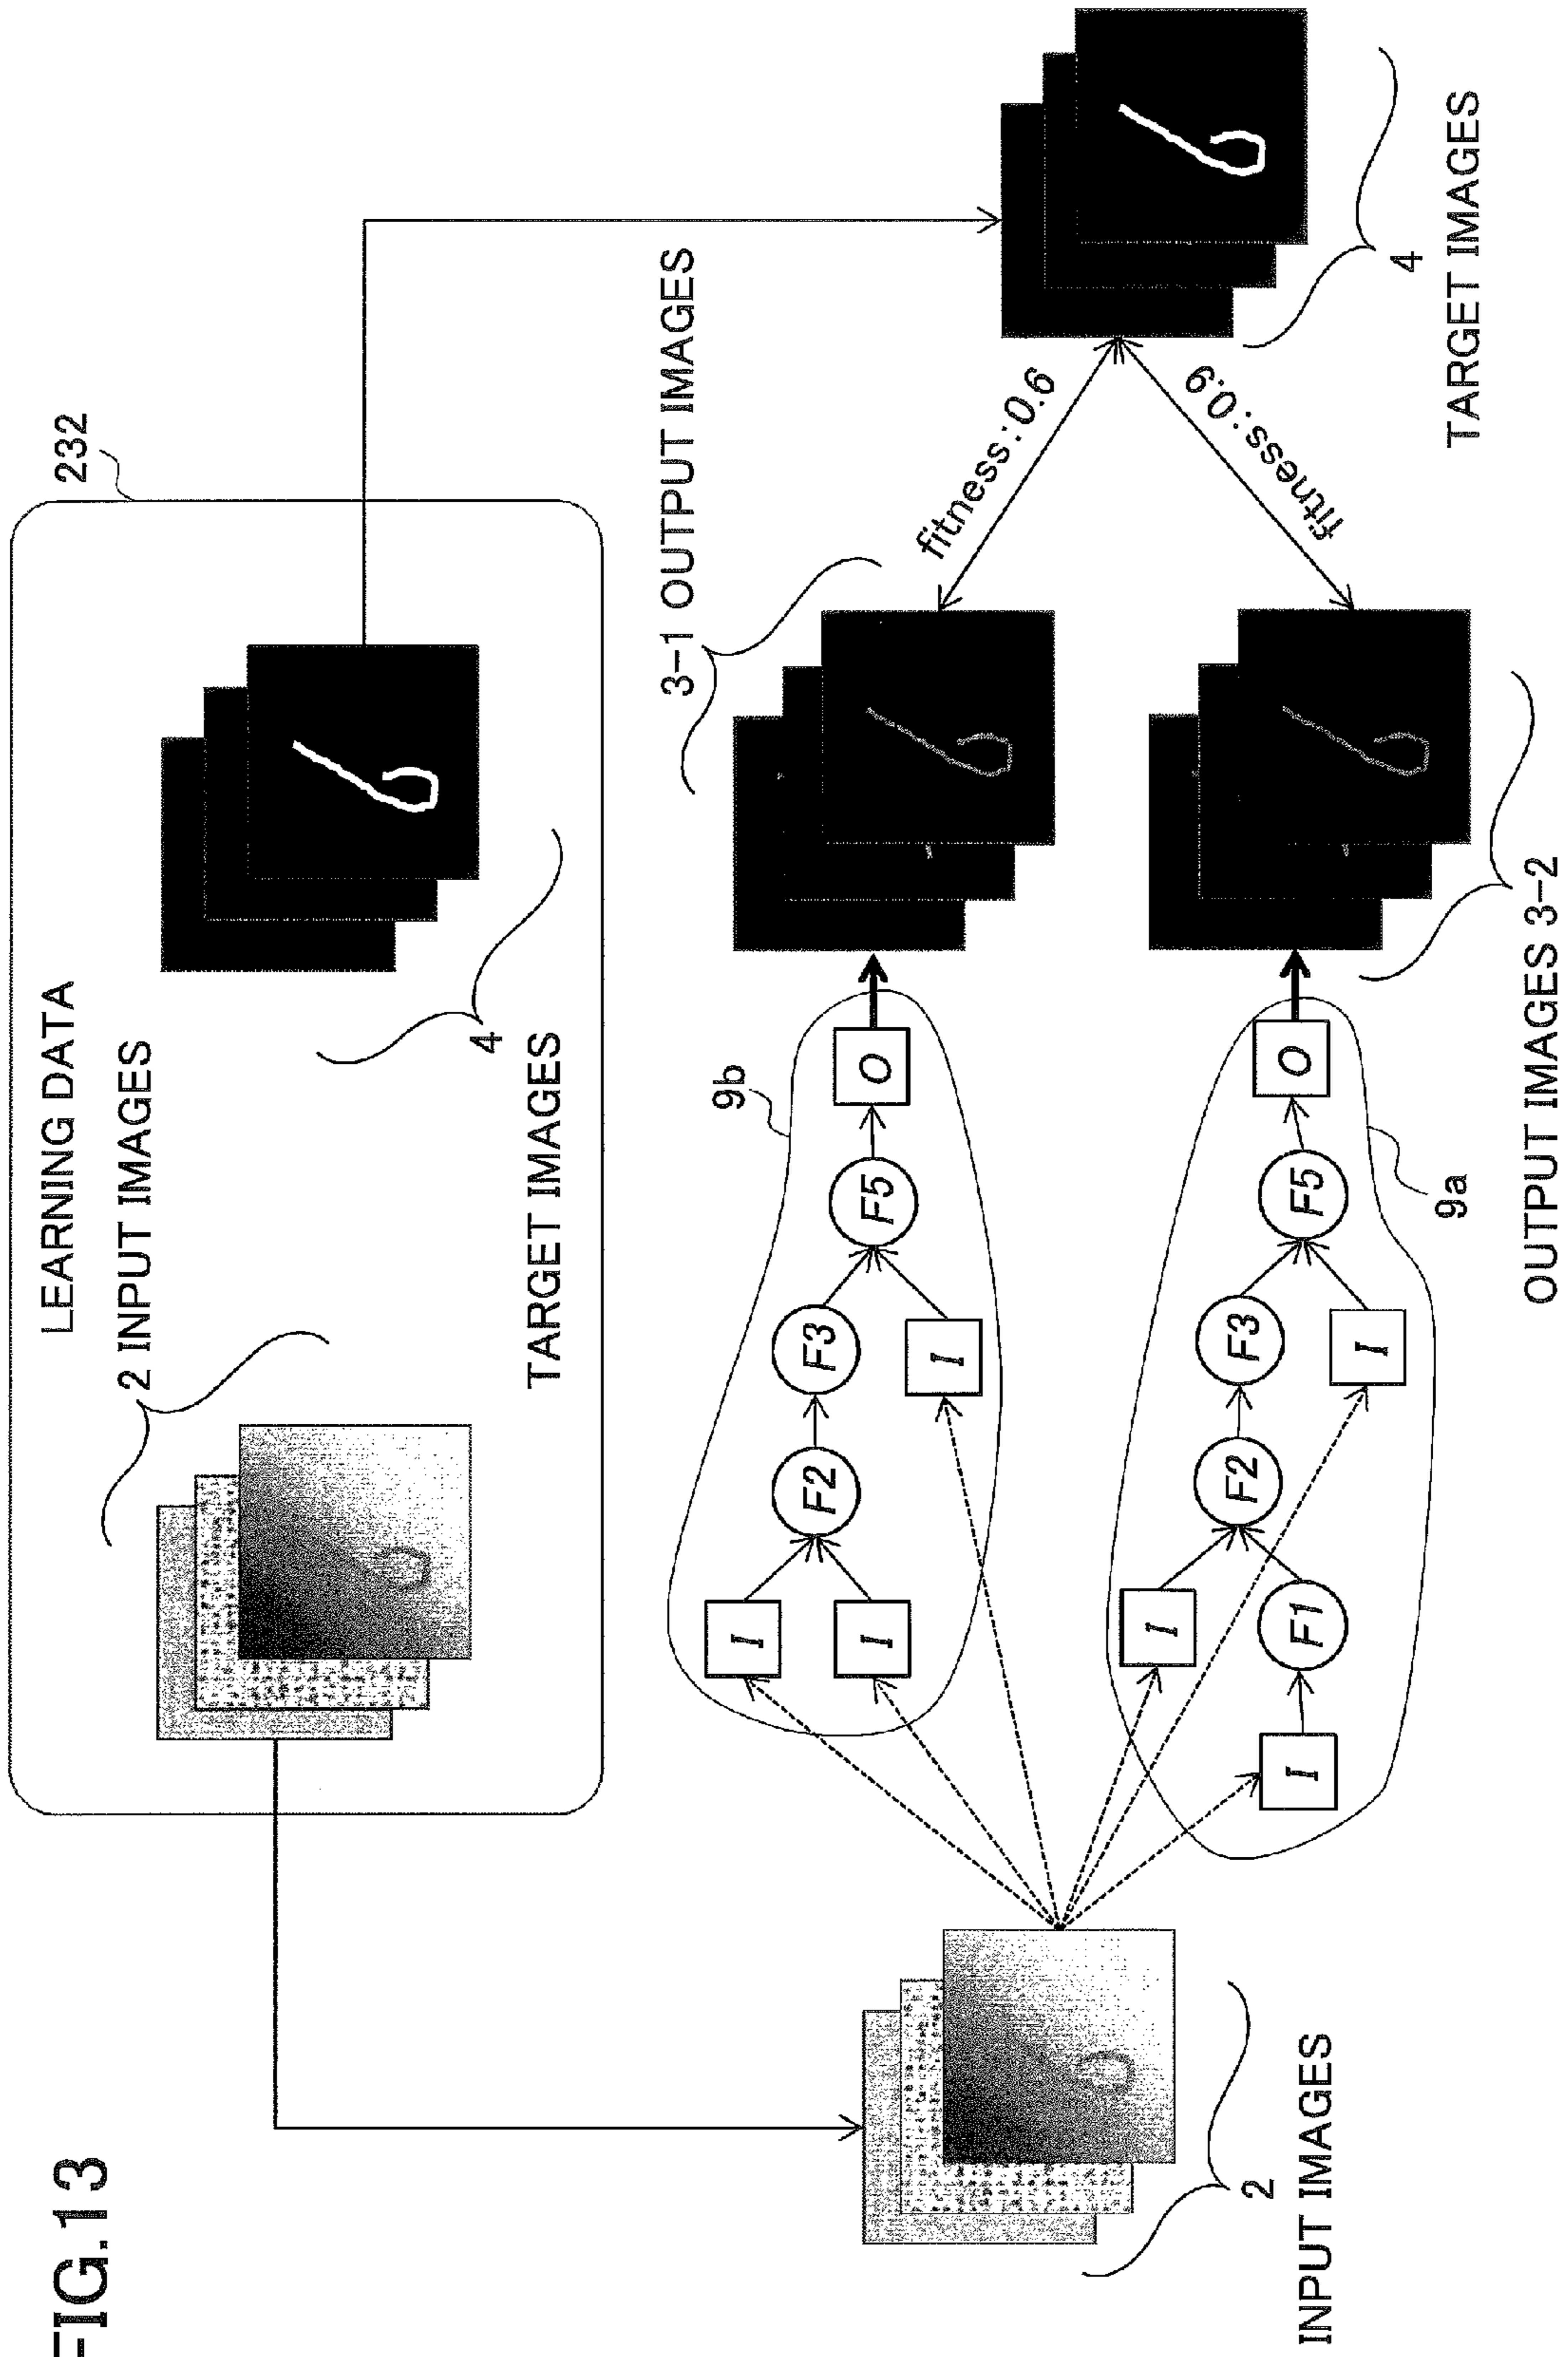 FIG.13
LEARNING DATA
232
2 INPUT IMAGES
4
TARGET IMAGES
3-1 OUTPUT IMAGES
9b
I
I
F2
F3
I
F5
O
fitness:0.6
2
INPUT IMAGES
I
I
F1
F2
F3
I
F5
O
9a
fitness:0.9
OUTPUT IMAGES 3-2
4
TARGET IMAGES